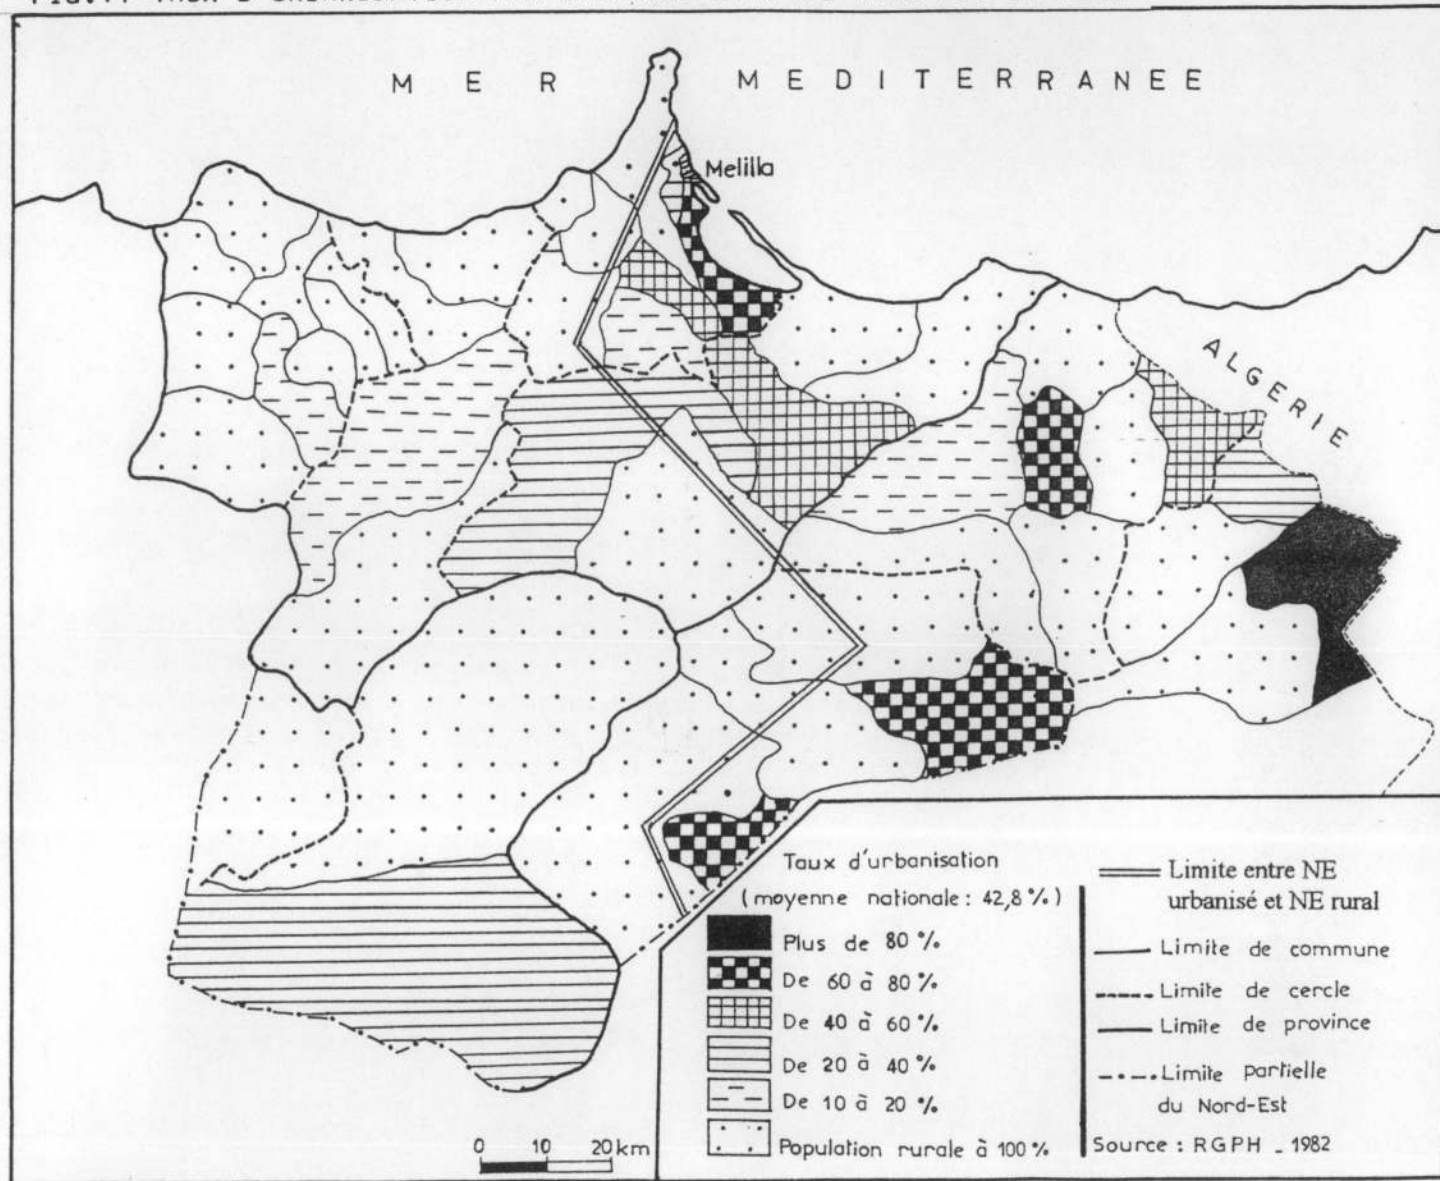 M E R MEDITERRANEE
Melilla
ALGERIE
Taux d'urbanisation
(moyenne nationale : 42,8 %)
Plus de 80 %
De 60 à 80 %
De 40 à 60 %
De 20 à 40 %
De 10 à 20 %
Population rurale à 100 %
Limite entre NE
urbanisé et NE rural
Limite de commune
Limite de cercle
Limite de province
Limite partielle
du Nord-Est
Source : RGPH _ 1982
0 10 20 km